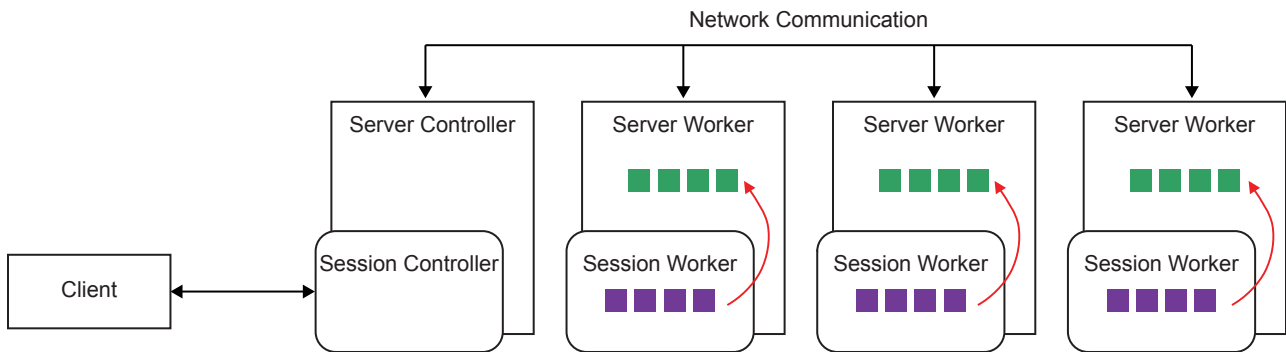 Network Communication
Server Controller
Server Worker
Server Worker
Server Worker
Session Controller
Session Worker
Session Worker
Session Worker
Client